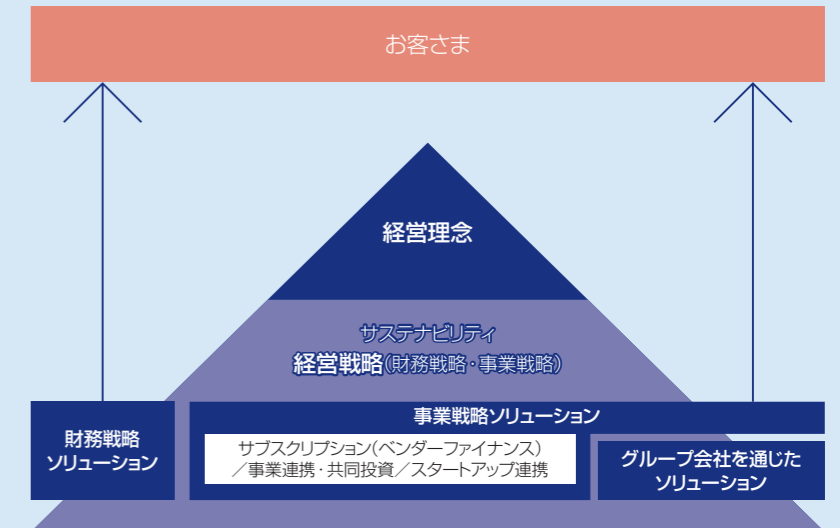 お客さま
経営理念
サステナビリティ
経営戦略(財務戦略・事業戦略)
財務戦略
ソリューション
事業戦略ソリューション
サブスクリプション(ベンダーファイナンス)
／事業連携・共同投資／スタートアップ連携
グループ会社を通じた
ソリューション